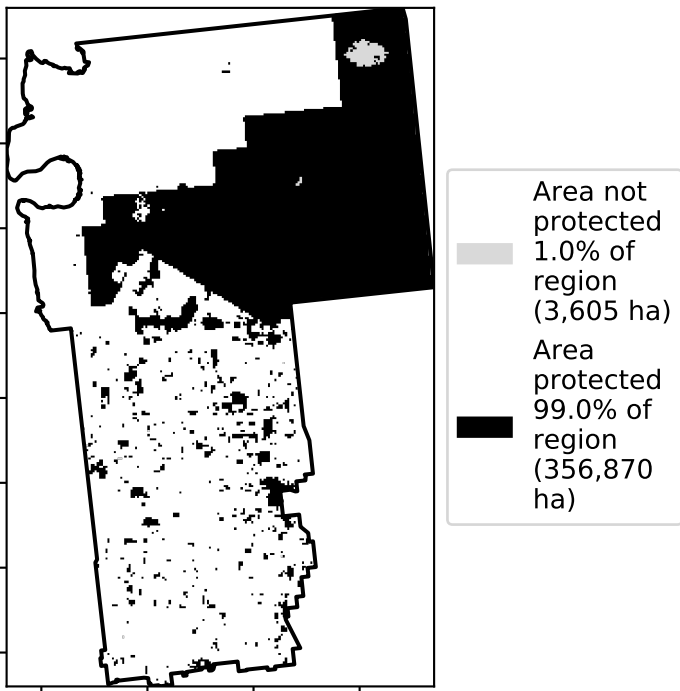 Area not
protected
1.0% of
region
(3,605 ha)
Area
protected
99.0% of
region
(356,870
ha)